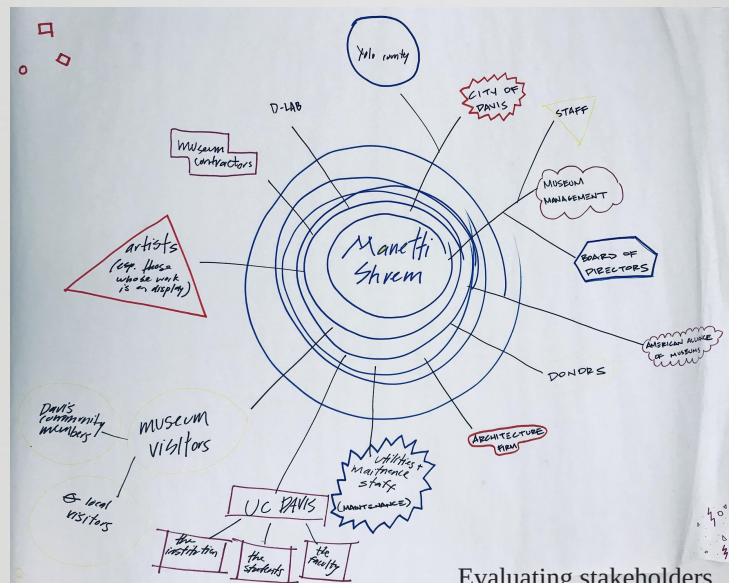 Yolo county
CITY OF
DAVIS
D-LAB
STAFF
museum
contractors
MUSEUM
MANAGEMENT
Manetti
Shrem
artists
(esp. those
whose work
is on display)
BOARD OF
DIRECTORS
AMERICAN ALLIANCE
OF MUSEUMS
DONORS
Davis
community
members
museum
visitors
ARCHITECTURE
FIRM
utilities +
maitnence
staff
(MAINTENANCE)
local
visitors
UC DAVIS
the
institution
the
students
the
faculty
Evaluating stakeholders